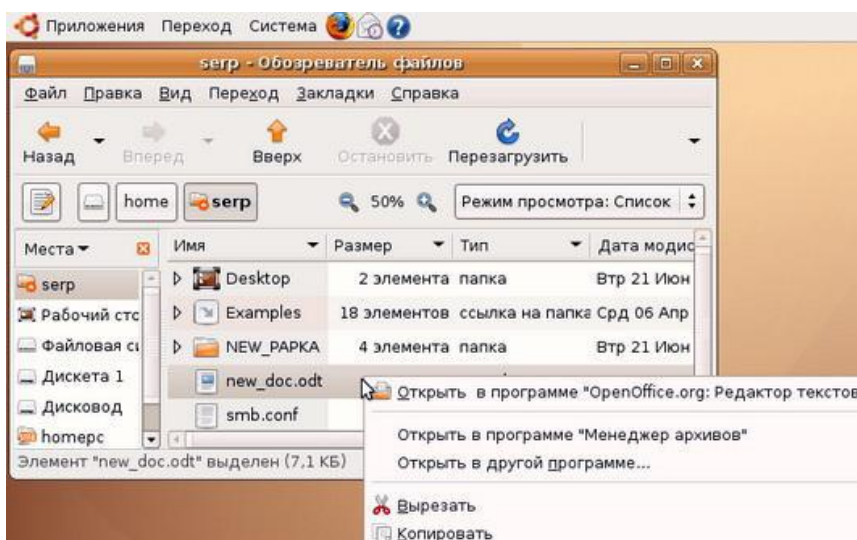 Приложения Переход Система
serp - Обозреватель файлов
Файл Правка Вид Переход Закладки Справка
Назад Вперед Вверх Остановить Перезагрузить
home serp 50% Режим просмотра: Список
Места Имя Размер Тип Дата модис
serp Desktop 2 элемента папка Втр 21 Июн
Рабочий сто Examples 18 элементов ссылка на папка Срд 06 Апр
Файловая си NEW_PAPKA 4 элемента папка Втр 21 Июн
Дискета 1 new_doc.odt Открыть в программе "OpenOffice.org: Редактор текстов
Дисковод smb.conf
homepc Открыть в программе "Менеджер архивов"
Элемент "new_doc.odt" выделен (7,1 КБ) Открыть в другой программе...
Вырезать
Копировать